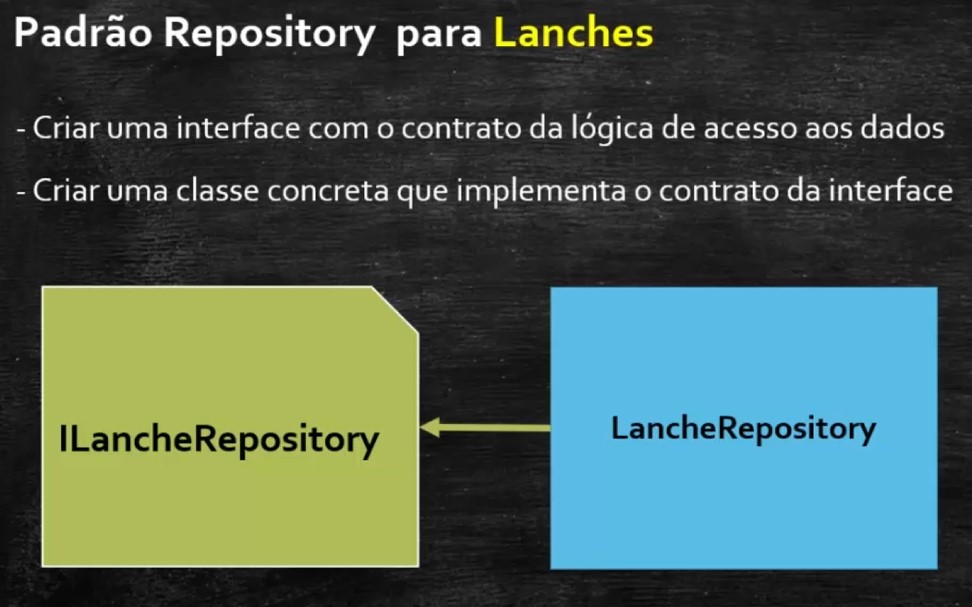 Padrão Repository para Lanches
- Criar uma interface com o contrato da lógica de acesso aos dados
- Criar uma classe concreta que implementa o contrato da interface
ILancheRepository
LancheRepository